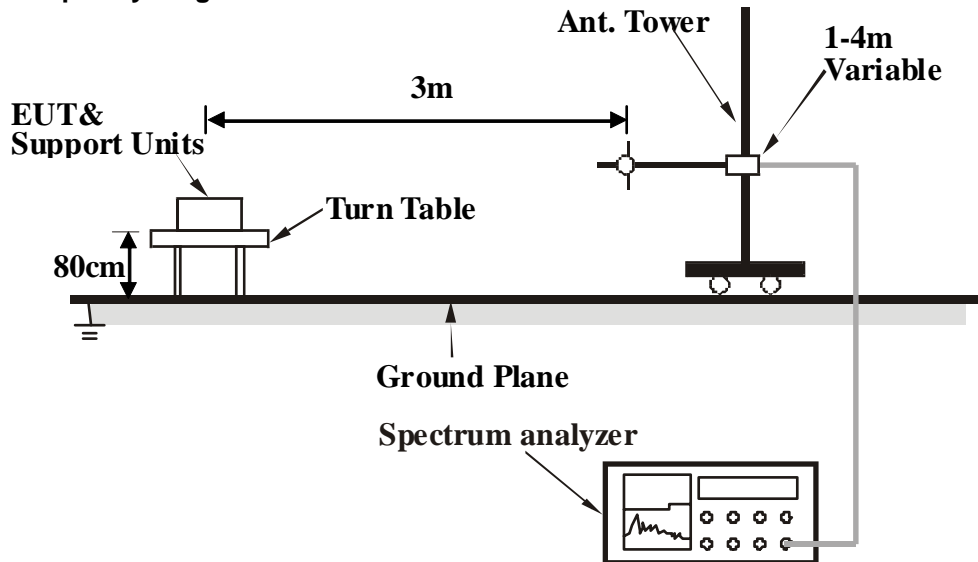 Ant. Tower
1-4m
Variable
3m
EUT&
Support Units
Turn Table
80cm
Ground Plane
Spectrum analyzer